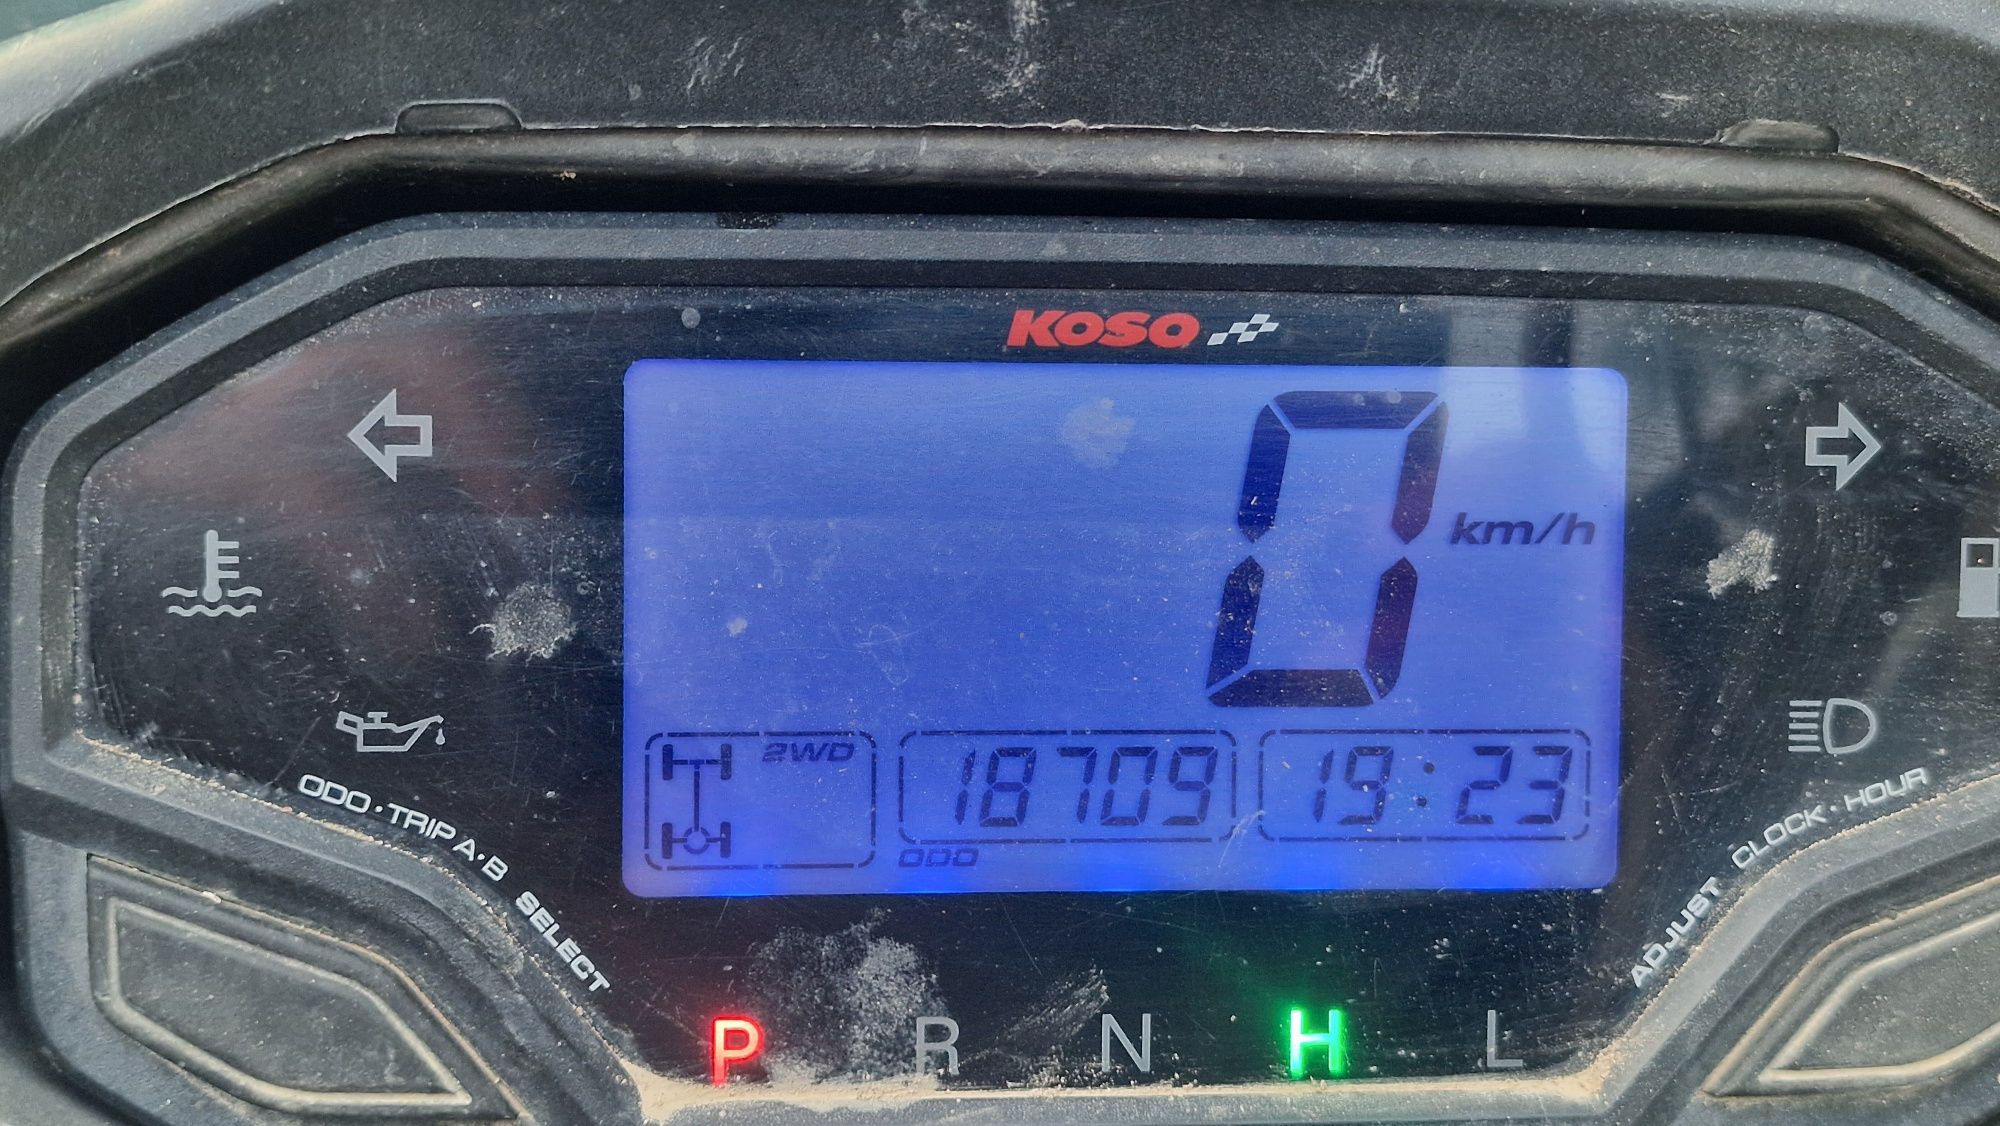 KOSO
0 km/h
2WD
18709
19:23
ODO
ODO · TRIP A · B SELECT
ADJUST CLOCK · HOUR
P R N H L